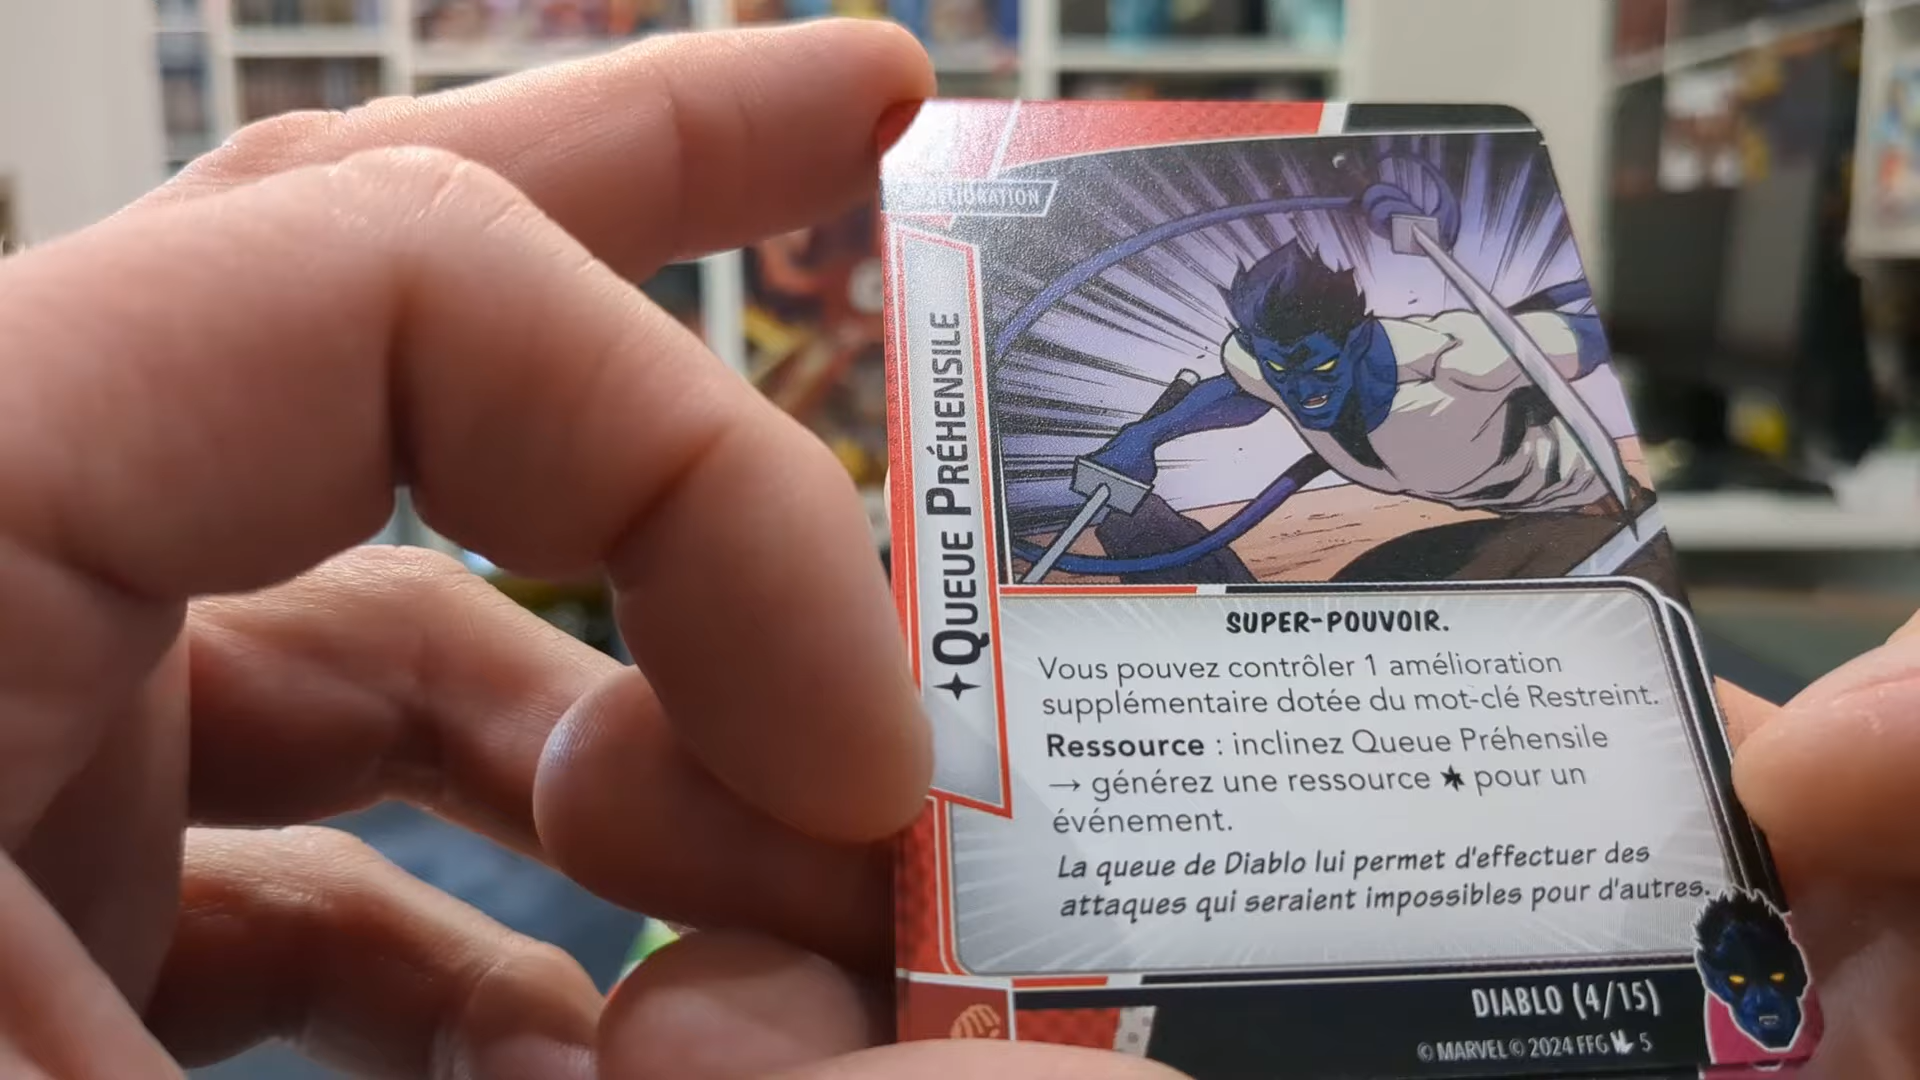 QUEUE PRÉHENSILE
SUPER-POUVOIR.
Vous pouvez contrôler 1 amélioration
supplémentaire dotée du mot-clé Restreint.
Ressource : inclinez Queue Préhensile
→ générez une ressource pour un
événement.
La queue de Diablo lui permet d'effectuer des
attaques qui seraient impossibles pour d'autres.
DIABLO (4/15)
© MARVEL © 2024 FFG 5